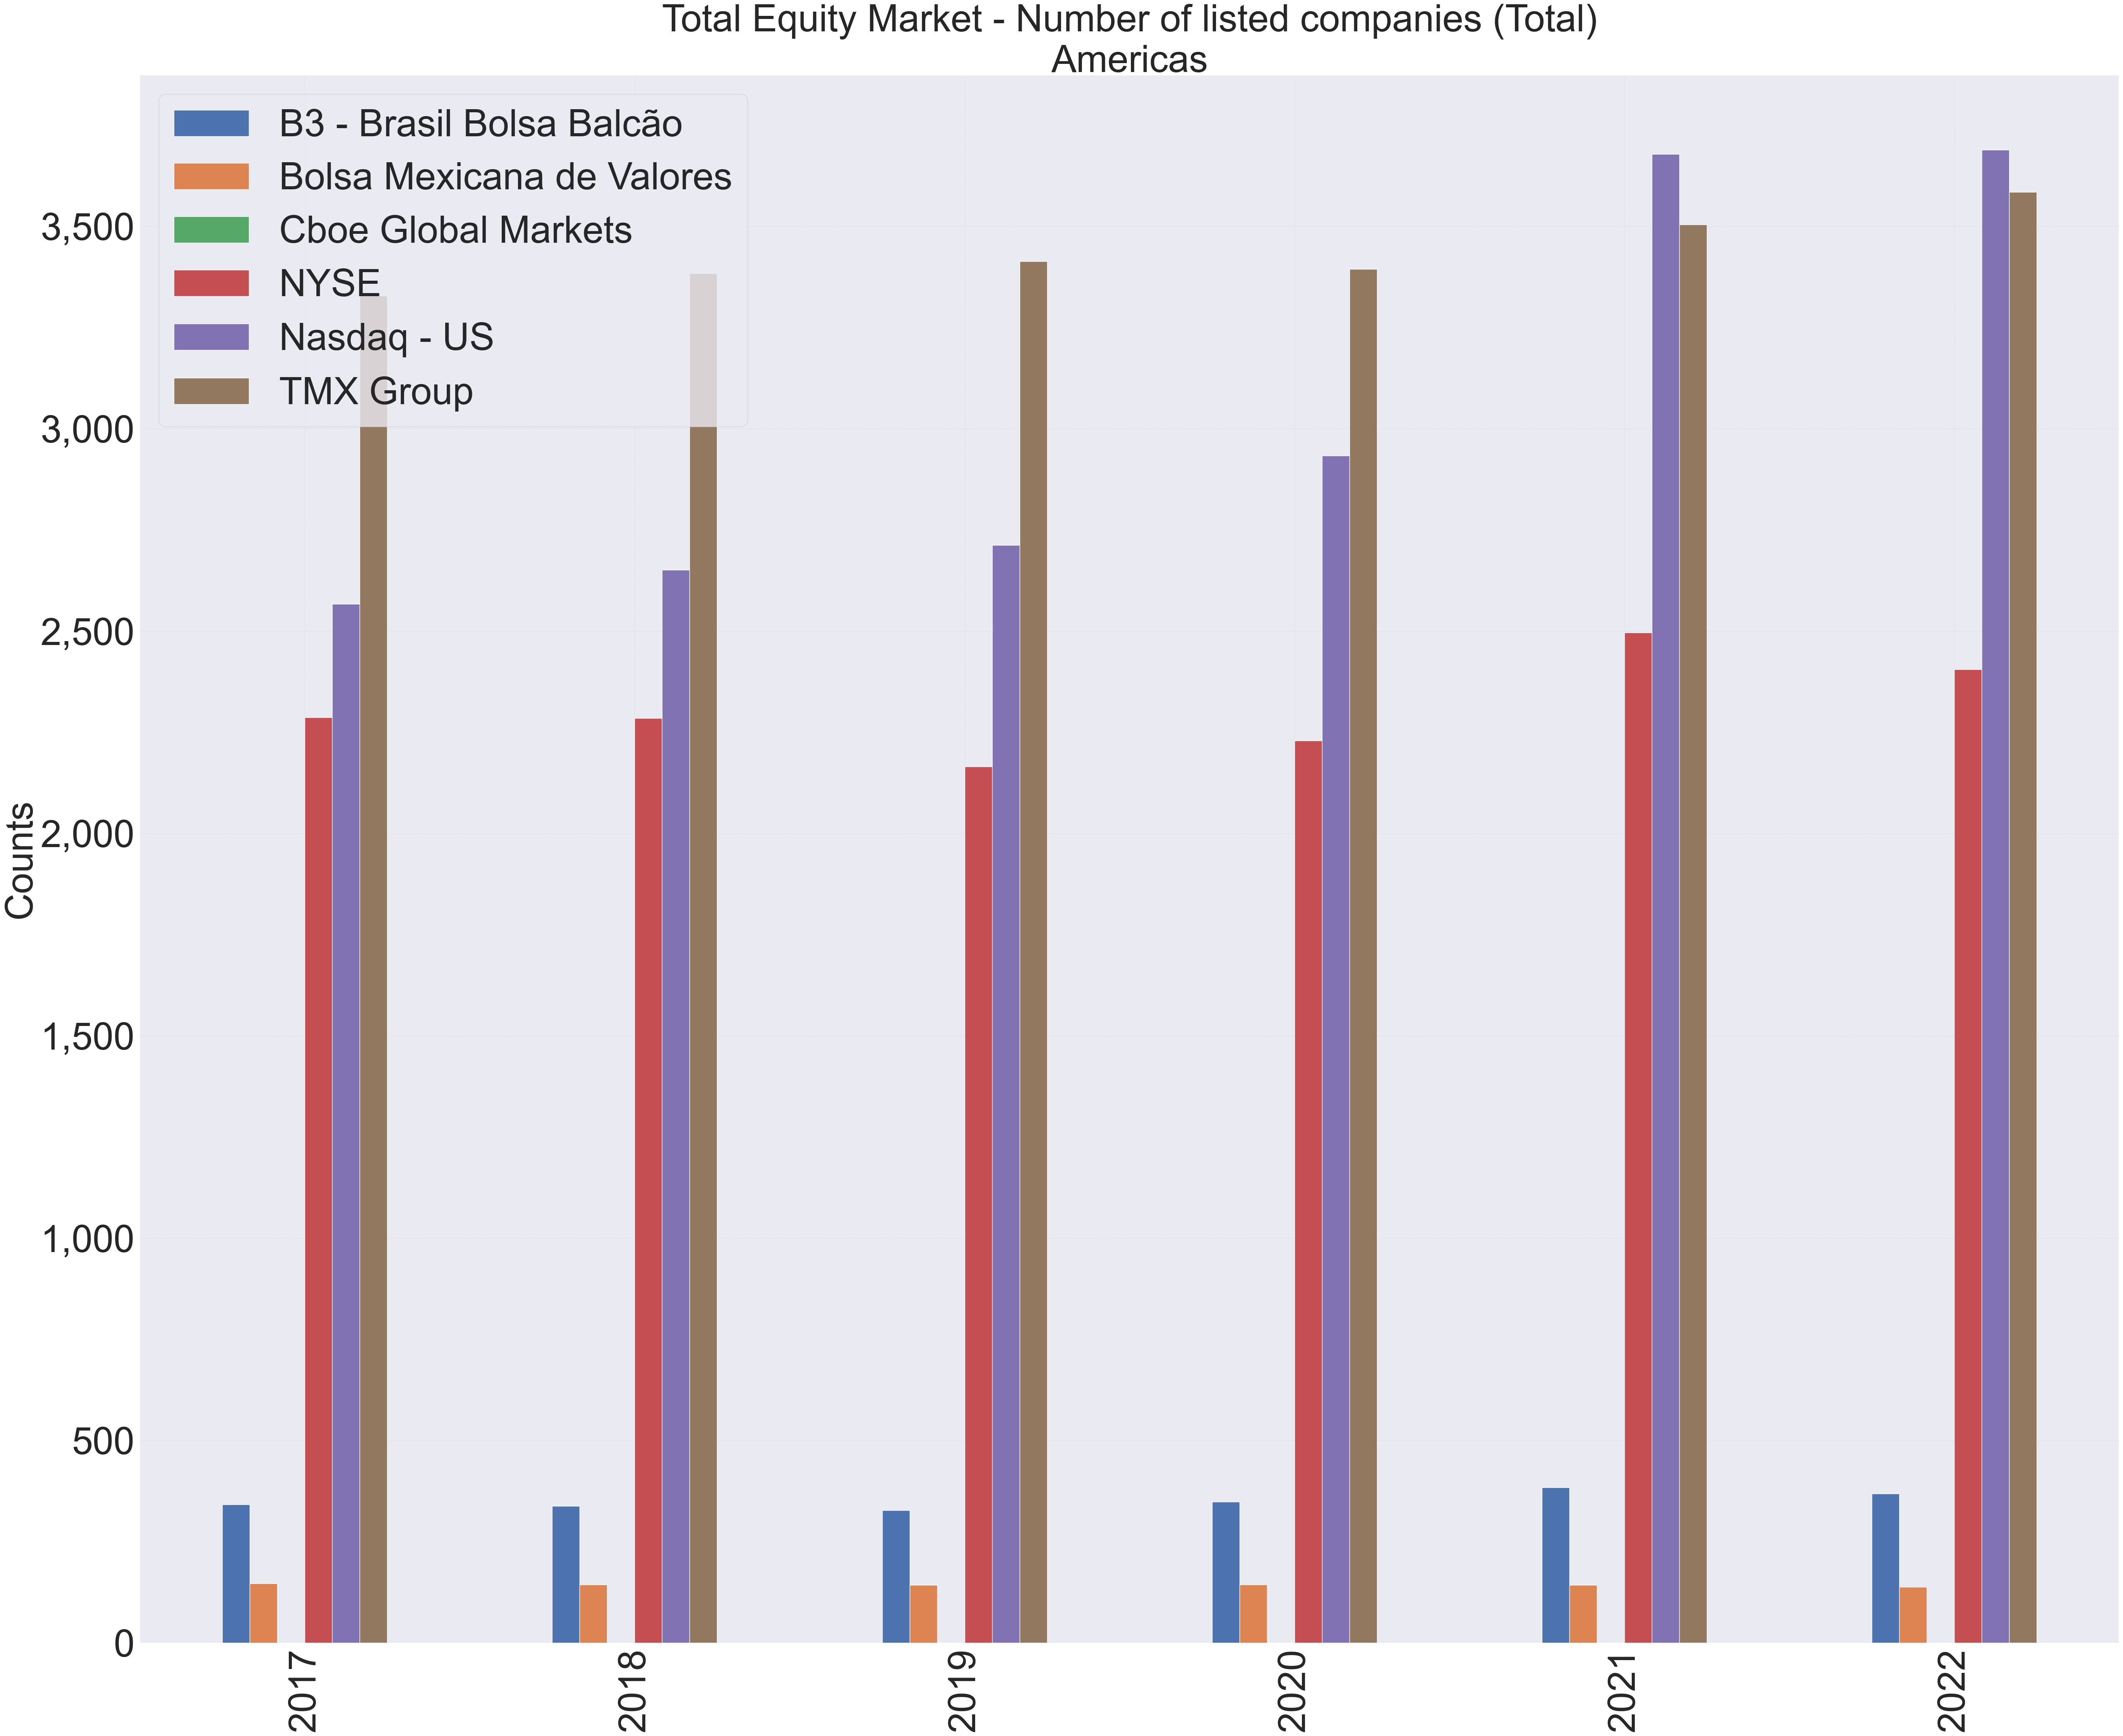 Total Equity Market - Number of listed companies (Total)
Americas
B3 - Brasil Bolsa Balcão
Bolsa Mexicana de Valores
Cboe Global Markets
NYSE
Nasdaq - US
TMX Group
Counts
3,500
3,000
2,500
2,000
1,500
1,000
500
0
2017
2018
2019
2020
2021
2022